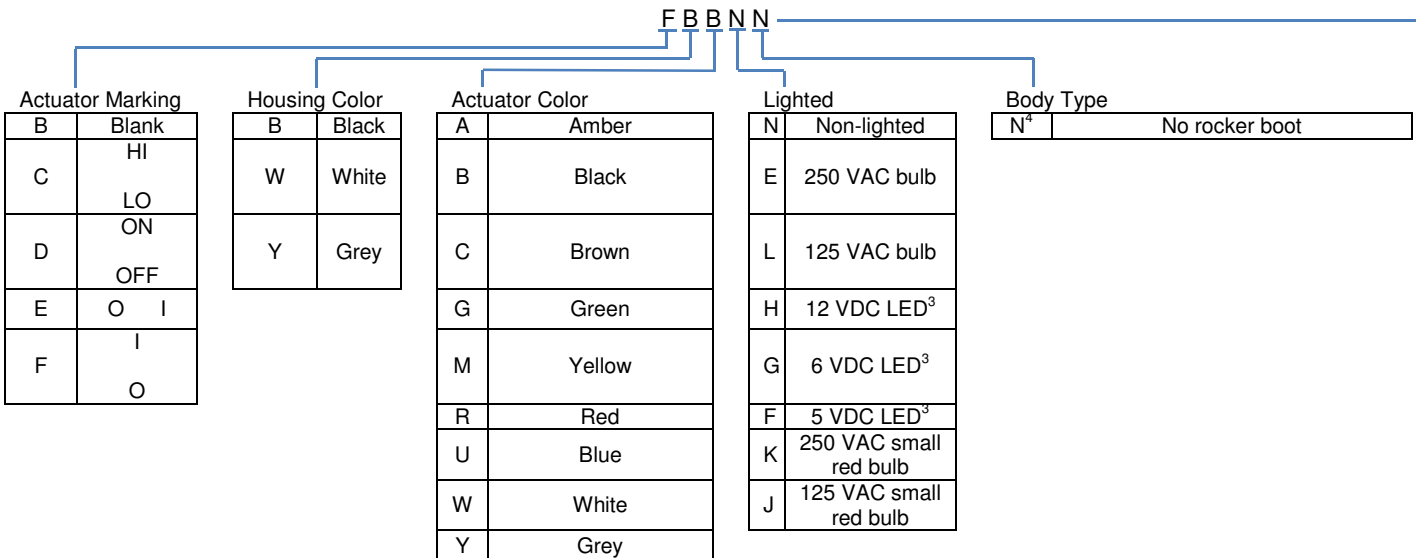 F B B N N
Actuator Marking
B Blank
C HI
LO
D ON
OFF
E O I
F I
O
Housing Color
B Black
W White
Y Grey
Actuator Color
A Amber
B Black
C Brown
G Green
M Yellow
R Red
U Blue
W White
Y Grey
Lighted
N Non-lighted
E 250 VAC bulb
L 125 VAC bulb
H 12 VDC LED³
G 6 VDC LED³
F 5 VDC LED³
K 250 VAC small
red bulb
J 125 VAC small
red bulb
Body Type
N⁴ No rocker boot